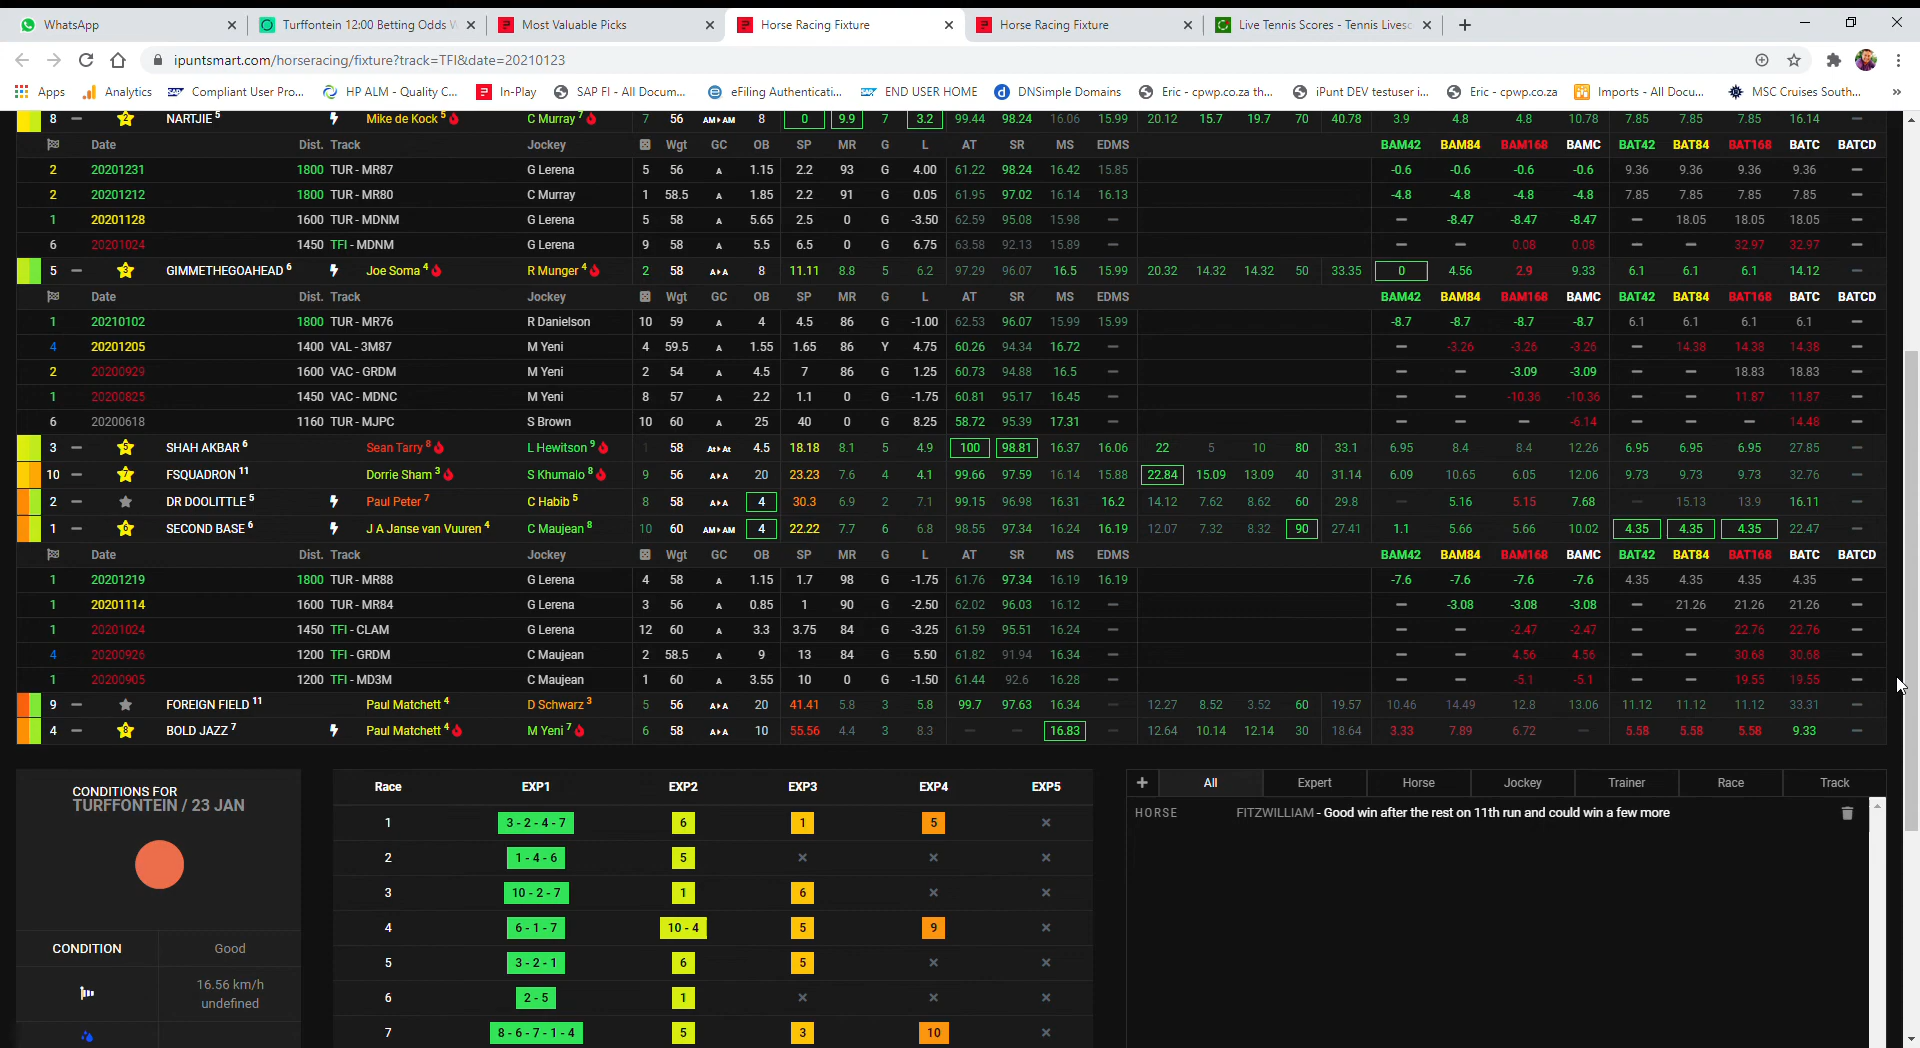 WhatsApp
Turffontein 12:00 Betting Odds W
Most Valuable Picks
Horse Racing Fixture
Horse Racing Fixture
Live Tennis Scores - Tennis Livesc
ipuntsmart.com/horseracing/fixture?track=TFI&date=20210123
Apps Analytics Compliant User Pro... HP ALM - Quality C... In-Play SAP FI - All Docum... eFiling Authenticati... END USER HOME DNSimple Domains Eric - cpwp.co.za th... iPunt DEV testuser i... Eric - cpwp.co.za Imports - All Docu... MSC Cruises South... »
8 — 2 NARTJIE 5 Mike de Kock 5 C Murray 7 7 56 AM▸AM 8 0 9.9 7 3.2 99.44 98.24 16.06 15.99 20.12 15.7 19.7 70 40.78 3.9 4.8 4.8 10.78 7.85 7.85 7.85 16.14 —
Date Dist. Track Jockey Wgt GC OB SP MR G L AT SR MS EDMS BAM42 BAM84 BAM168 BAMC BAT42 BAT84 BAT168 BATC BATCD
2 20201231 1800 TUR - MR87 G Lerena 5 56 A 1.15 2.2 93 G 4.00 61.22 98.24 16.42 15.85 -0.6 -0.6 -0.6 -0.6 9.36 9.36 9.36 9.36 —
2 20201212 1800 TUR - MR80 C Murray 1 58.5 A 1.85 2.2 91 G 0.05 61.95 97.02 16.14 16.13 -4.8 -4.8 -4.8 -4.8 7.85 7.85 7.85 7.85 —
1 20201128 1600 TUR - MDNM G Lerena 5 58 A 5.65 2.5 0 G -3.50 62.59 95.08 15.98 — — -8.47 -8.47 -8.47 — 18.05 18.05 18.05 —
6 20201024 1450 TFI - MDNM G Lerena 9 58 A 5.5 6.5 0 G 6.75 63.58 92.13 15.89 — — — 0.08 0.08 — — 32.97 32.97 —
5 — 3 GIMMETHEGOAHEAD 6 Joe Soma 4 R Munger 4 2 58 A▸A 8 11.11 8.8 5 6.2 97.29 96.07 16.5 15.99 20.32 14.32 14.32 50 33.35 0 4.56 2.9 9.33 6.1 6.1 6.1 14.12 —
Date Dist. Track Jockey Wgt GC OB SP MR G L AT SR MS EDMS BAM42 BAM84 BAM168 BAMC BAT42 BAT84 BAT168 BATC BATCD
1 20210102 1800 TUR - MR76 R Danielson 10 59 A 4 4.5 86 G -1.00 62.53 96.07 15.99 15.99 -8.7 -8.7 -8.7 -8.7 6.1 6.1 6.1 6.1 —
4 20201205 1400 VAL - 3M87 M Yeni 4 59.5 A 1.55 1.65 86 Y 4.75 60.26 94.34 16.72 — -3.26 -3.26 -3.26 — 14.38 14.38 14.38 —
2 20200929 1600 VAC - GRDM M Yeni 2 54 A 4.5 7 86 G 1.25 60.73 94.88 16.5 — — -3.09 -3.09 — — 18.83 18.83 —
1 20200825 1450 VAC - MDNC M Yeni 8 57 A 2.2 1.1 0 G -1.75 60.81 95.17 16.45 — — -10.36 -10.36 — — 11.87 11.87 —
6 20200618 1160 TUR - MJPC S Brown 10 60 A 25 40 0 G 8.25 58.72 95.39 17.31 — — — -6.14 — — — 14.48 —
3 — 5 SHAH AKBAR 6 Sean Tarry 8 L Hewitson 9 1 58 At▸At 4.5 18.18 8.1 5 4.9 100 98.81 16.37 16.06 22 5 10 80 33.1 6.95 8.4 8.4 12.26 6.95 6.95 6.95 27.85 —
10 — 7 FSQUADRON 11 Dorrie Sham 3 S Khumalo 8 9 56 A▸A 20 23.23 7.6 4 4.1 99.66 97.59 16.14 15.88 22.84 15.09 13.09 40 31.14 6.09 10.65 6.05 12.06 9.73 9.73 9.73 32.76 —
2 — DR DOOLITTLE 5 Paul Peter 7 C Habib 5 8 58 A▸A 4 30.3 6.9 2 7.1 99.15 96.98 16.31 16.2 14.12 7.62 8.62 60 29.8 — 5.16 5.15 7.68 — 15.13 13.9 16.11 —
1 — 6 SECOND BASE 6 J A Janse van Vuuren 4 C Maujean 8 10 60 AM▸AM 4 22.22 7.7 6 6.8 98.55 97.34 16.24 16.19 12.07 7.32 8.32 90 27.41 1.1 5.66 5.66 10.02 4.35 4.35 4.35 22.47 —
Date Dist. Track Jockey Wgt GC OB SP MR G L AT SR MS EDMS BAM42 BAM84 BAM168 BAMC BAT42 BAT84 BAT168 BATC BATCD
1 20201219 1800 TUR - MR88 G Lerena 4 58 A 1.15 1.7 98 G -1.75 61.76 97.34 16.19 16.19 -7.6 -7.6 -7.6 -7.6 4.35 4.35 4.35 4.35 —
1 20201114 1600 TUR - MR84 G Lerena 3 56 A 0.85 1 90 G -2.50 62.02 96.03 16.12 — — -3.08 -3.08 -3.08 — 21.26 21.26 21.26 —
1 20201024 1450 TFI - CLAM G Lerena 12 60 A 3.3 3.75 84 G -3.25 61.59 95.51 16.24 — — — -2.47 -2.47 — — 22.76 22.76 —
4 20200926 1200 TFI - GRDM C Maujean 2 58.5 A 9 13 84 G 5.50 61.82 91.94 16.34 — — — 4.56 4.56 — — 30.68 30.68 —
1 20200905 1200 TFI - MD3M C Maujean 1 60 A 3.55 10 0 G -1.50 61.44 92.6 16.28 — — — -5.1 -5.1 — — 19.55 19.55 —
9 — FOREIGN FIELD 11 Paul Matchett 4 D Schwarz 3 5 56 A▸A 20 41.41 5.8 3 5.8 99.7 97.63 16.34 — 12.27 8.52 3.52 60 19.57 10.46 14.49 12.8 13.06 11.12 11.12 11.12 33.31 —
4 — 8 BOLD JAZZ 7 Paul Matchett 4 M Yeni 7 6 58 A▸A 10 55.56 4.4 3 8.3 — — 16.83 — 12.64 10.14 12.14 30 18.64 3.33 7.89 6.72 — 5.58 5.58 5.58 9.33 —
CONDITIONS FOR
TURFFONTEIN / 23 JAN
CONDITION Good
16.56 km/h
undefined
Race EXP1 EXP2 EXP3 EXP4 EXP5
1 3 - 2 - 4 - 7 6 1 5 ×
2 1 - 4 - 6 5 × × ×
3 10 - 2 - 7 1 6 × ×
4 6 - 1 - 7 10 - 4 5 9 ×
5 3 - 2 - 1 6 5 × ×
6 2 - 5 1 × × ×
7 8 - 6 - 7 - 1 - 4 5 3 10 ×
+ All Expert Horse Jockey Trainer Race Track
HORSE FITZWILLIAM - Good win after the rest on 11th run and could win a few more